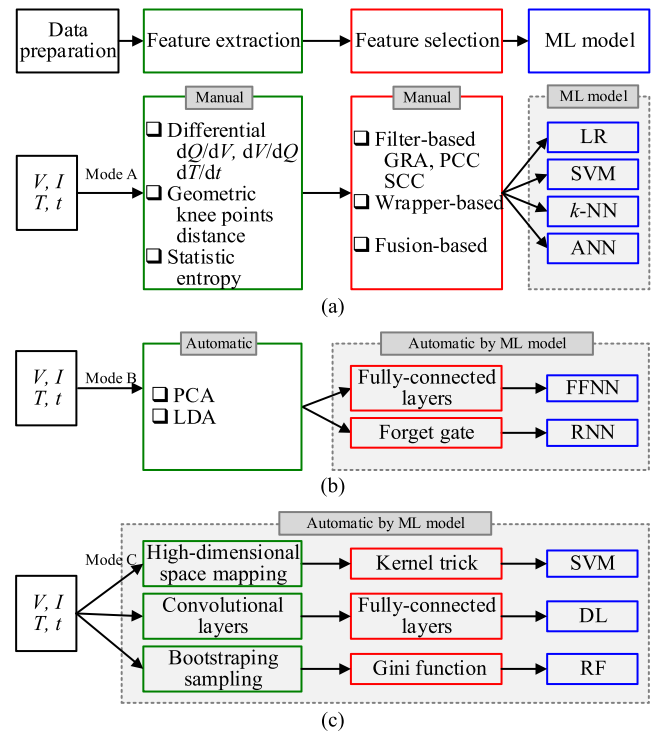 Data
preparation
Feature extraction
Feature selection
ML model
Manual
Manual
ML model
V, I
T, t
Mode A
❑ Differential
dQ/dV, dV/dQ
dT/dt
❑ Geometric
knee points
distance
❑ Statistic
entropy
❑ Filter-based
GRA, PCC
SCC
❑ Wrapper-based
❑ Fusion-based
LR
SVM
k-NN
ANN
(a)
Automatic
Automatic by ML model
V, I
T, t
Mode B
❑ PCA
❑ LDA
Fully-connected
layers
FFNN
Forget gate
RNN
(b)
Automatic by ML model
V, I
T, t
Mode C
High-dimensional
space mapping
Kernel trick
SVM
Convolutional
layers
Fully-connected
layers
DL
Bootstraping
sampling
Gini function
RF
(c)